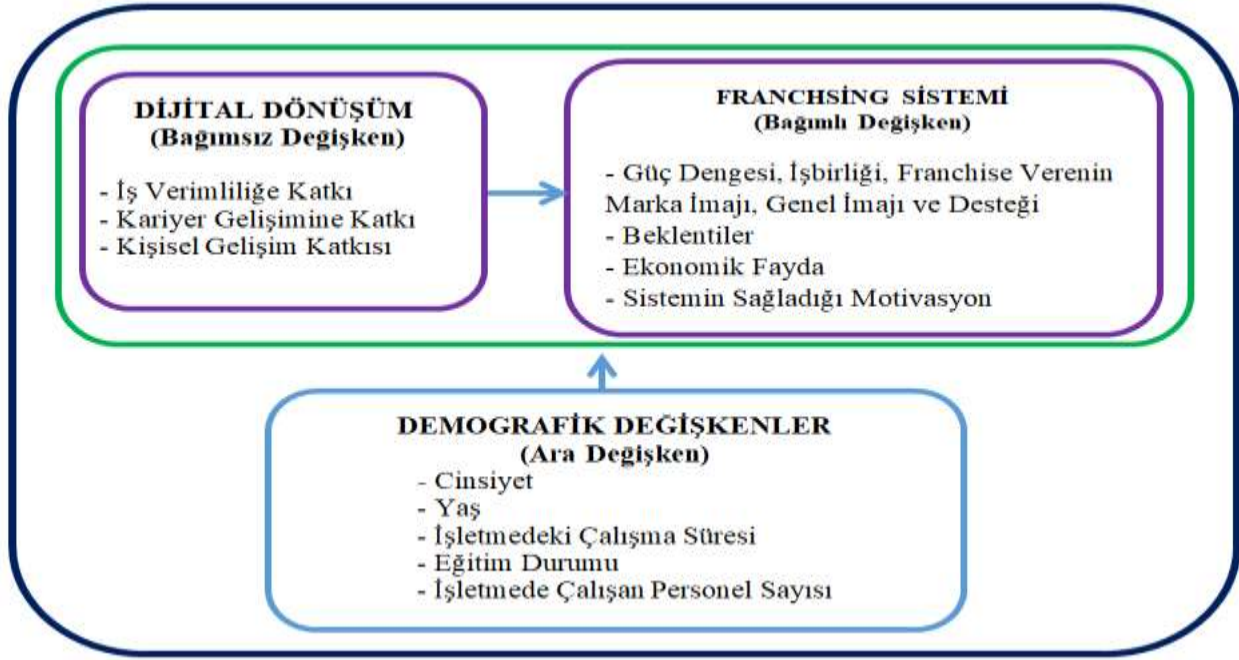 DİJİTAL DÖNÜŞÜM
(Bağımsız Değişken)
- İş Verimliliğe Katkı
- Kariyer Gelişimine Katkı
- Kişisel Gelişim Katkısı
FRANCHSİNG SİSTEMİ
(Bağımlı Değişken)
- Güç Dengesi, İşbirliği, Franchise Verenin
Marka İmajı, Genel İmajı ve Desteği
- Beklentiler
- Ekonomik Fayda
- Sistemin Sağladığı Motivasyon
DEMOGRAFİK DEĞİŞKENLER
(Ara Değişken)
- Cinsiyet
- Yaş
- İşletmedeki Çalışma Süresi
- Eğitim Durumu
- İşletmede Çalışan Personel Sayısı